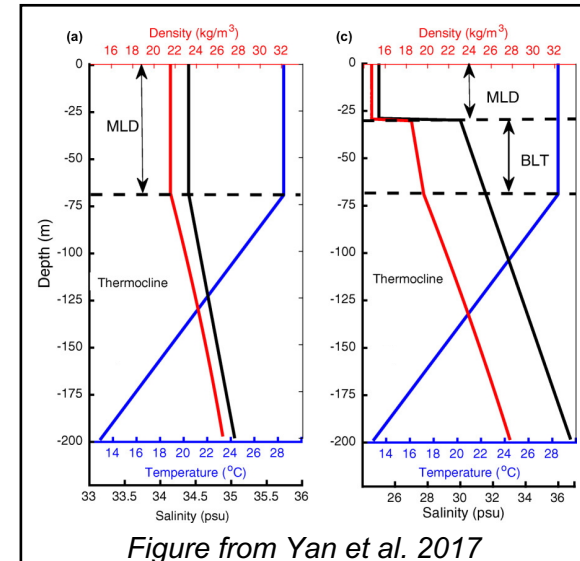 (a) Density (kg/m3)
16 18 20 22 24 26 28 30 32
0
-25
-50
-75
-100
-125
-150
-175
-200
Depth (m)
MLD
Thermocline
14 16 18 20 22 24 26 28
Temperature (oC)
33 33.5 34 34.5 35 35.5 36
Salinity (psu)
(c) Density (kg/m3)
16 18 20 22 24 26 28 30 32
0
-25
-50
-75
-100
-125
-150
-175
-200
MLD
BLT
Thermocline
14 16 18 20 22 24 26 28
Temperature (oC)
26 28 30 32 34 36
Salinity (psu)
Figure from Yan et al. 2017